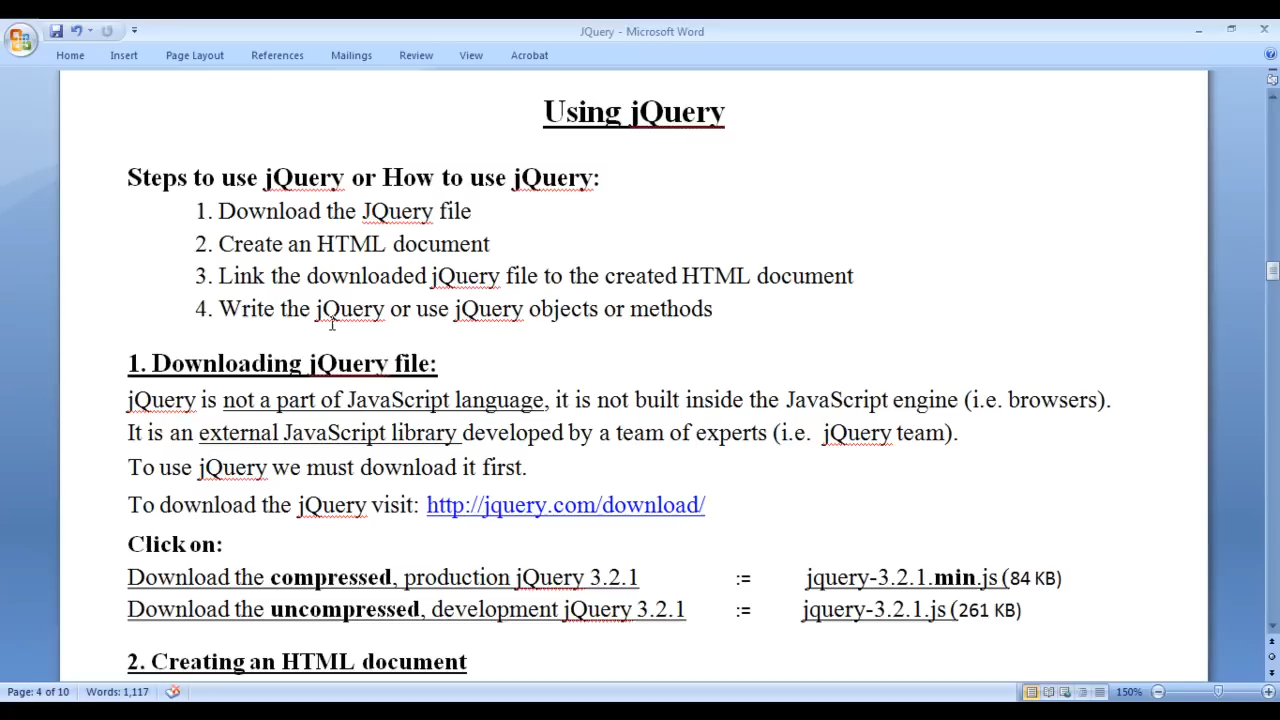 JQuery - Microsoft Word
Home Insert Page Layout References Mailings Review View Acrobat
Using jQuery
Steps to use jQuery or How to use jQuery:
1. Download the JQuery file
2. Create an HTML document
3. Link the downloaded jQuery file to the created HTML document
4. Write the jQuery or use jQuery objects or methods
1. Downloading jQuery file:
jQuery is not a part of JavaScript language, it is not built inside the JavaScript engine (i.e. browsers).
It is an external JavaScript library developed by a team of experts (i.e. jQuery team).
To use jQuery we must download it first.
To download the jQuery visit: http://jquery.com/download/
Click on:
Download the compressed, production jQuery 3.2.1 := jquery-3.2.1.min.js (84 KB)
Download the uncompressed, development jQuery 3.2.1 := jquery-3.2.1.js (261 KB)
2. Creating an HTML document
Page: 4 of 10 Words: 1,117 150%